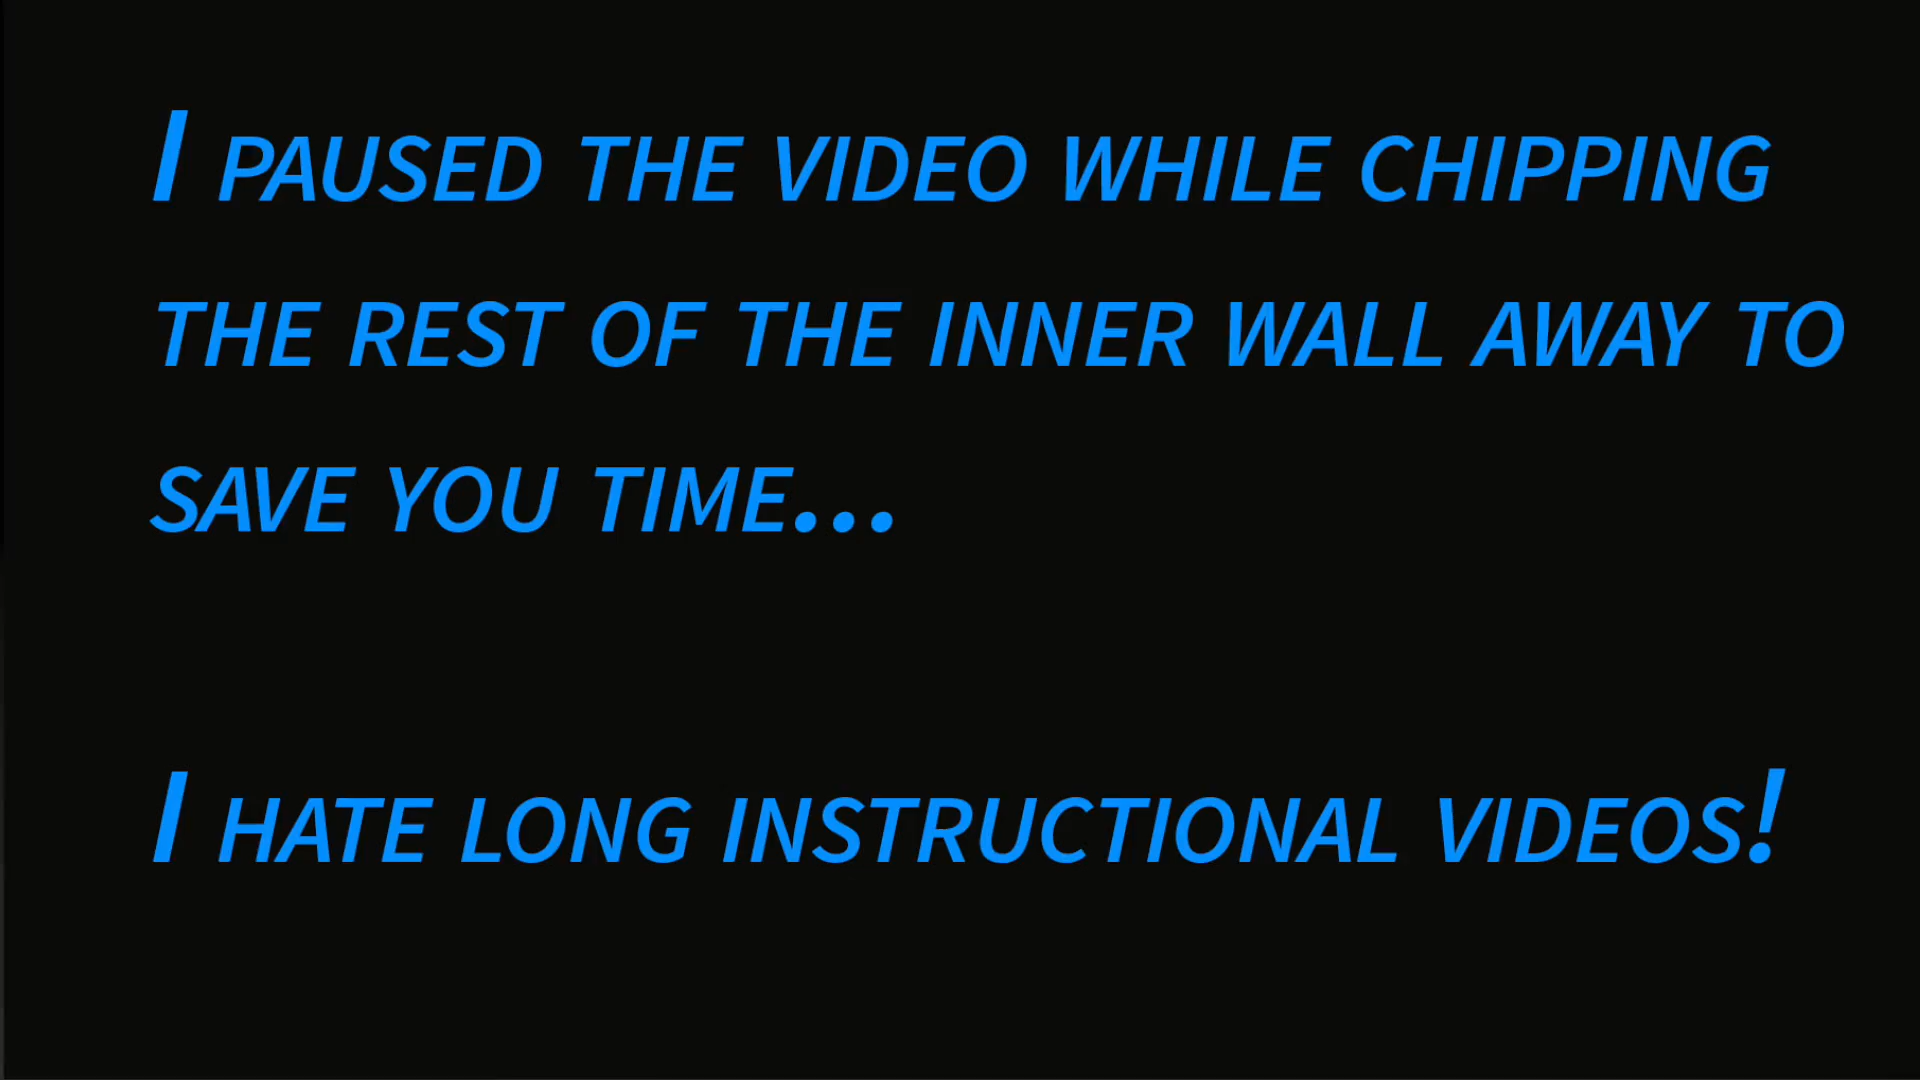 I PAUSED THE VIDEO WHILE CHIPPING
THE REST OF THE INNER WALL AWAY TO
SAVE YOU TIME...
I HATE LONG INSTRUCTIONAL VIDEOS!